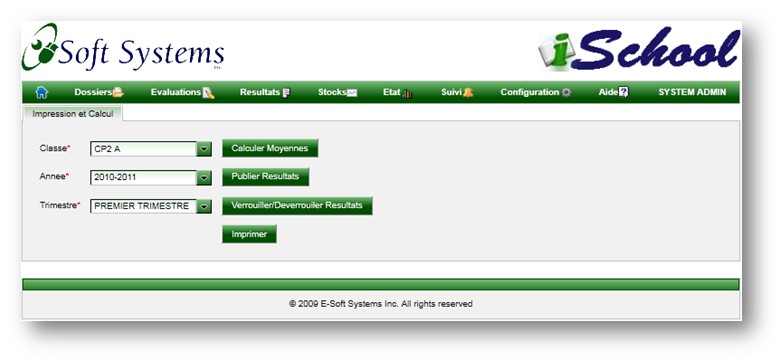 Soft Systems Inc
iSchool
Dossiers Evaluations Resultats Stocks Etat Suivi Configuration Aide SYSTEM ADMIN
Impression et Calcul
Classe* CP2 A Calculer Moyennes
Annee* 2010-2011 Publier Resultats
Trimestre* PREMIER TRIMESTRE Verrouiller/Deverrouiler Resultats
Imprimer
© 2009 E-Soft Systems Inc. All rights reserved